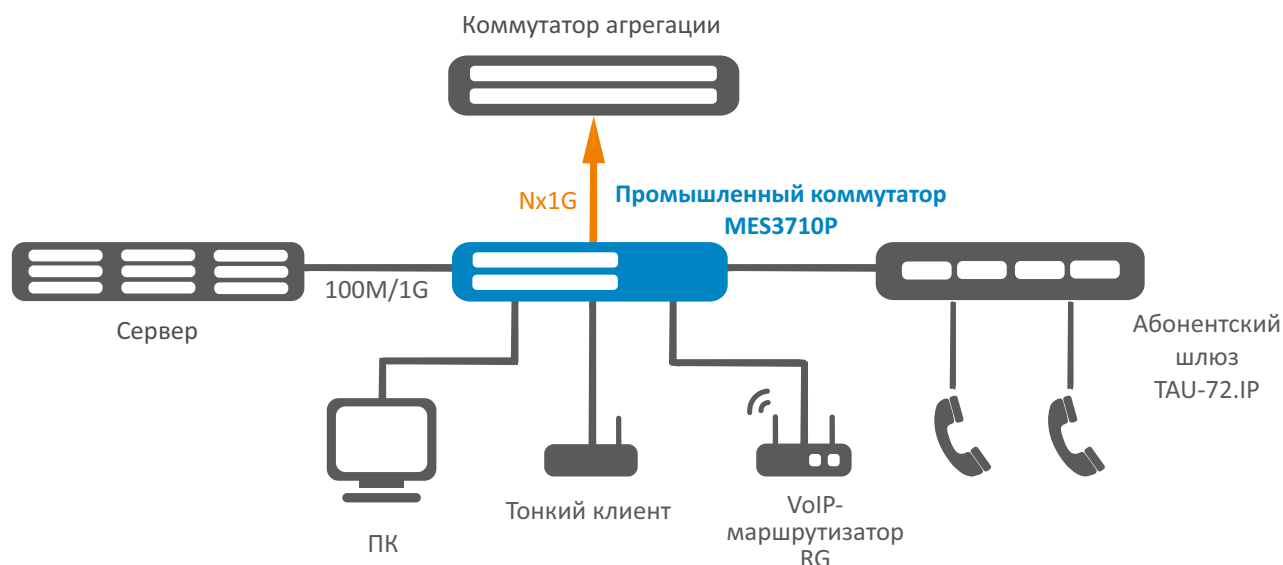 Коммутатор агрегации
Nx1G
Промышленный коммутатор
MES3710P
100M/1G
Сервер
Абонентский
шлюз
TAU-72.IP
ПК
Тонкий клиент
VoIP-
маршрутизатор
RG